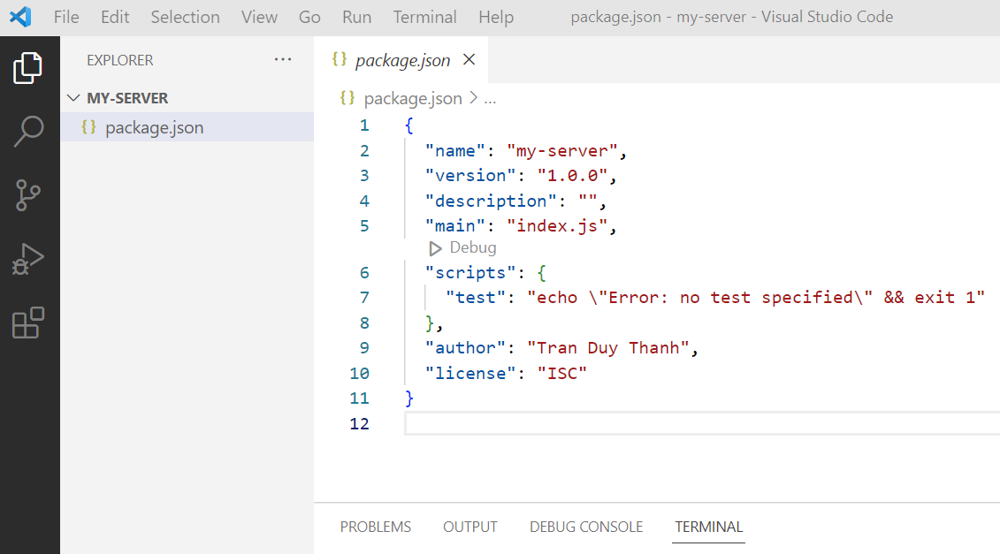 File Edit Selection View Go Run Terminal Help package.json - my-server - Visual Studio Code
EXPLORER ...
MY-SERVER
{} package.json
{} package.json
{} package.json > ...
1 {
2 "name": "my-server",
3 "version": "1.0.0",
4 "description": "",
5 "main": "index.js",
Debug
6 "scripts": {
7 "test": "echo \"Error: no test specified\" && exit 1"
8 },
9 "author": "Tran Duy Thanh",
10 "license": "ISC"
11 }
12
PROBLEMS OUTPUT DEBUG CONSOLE TERMINAL